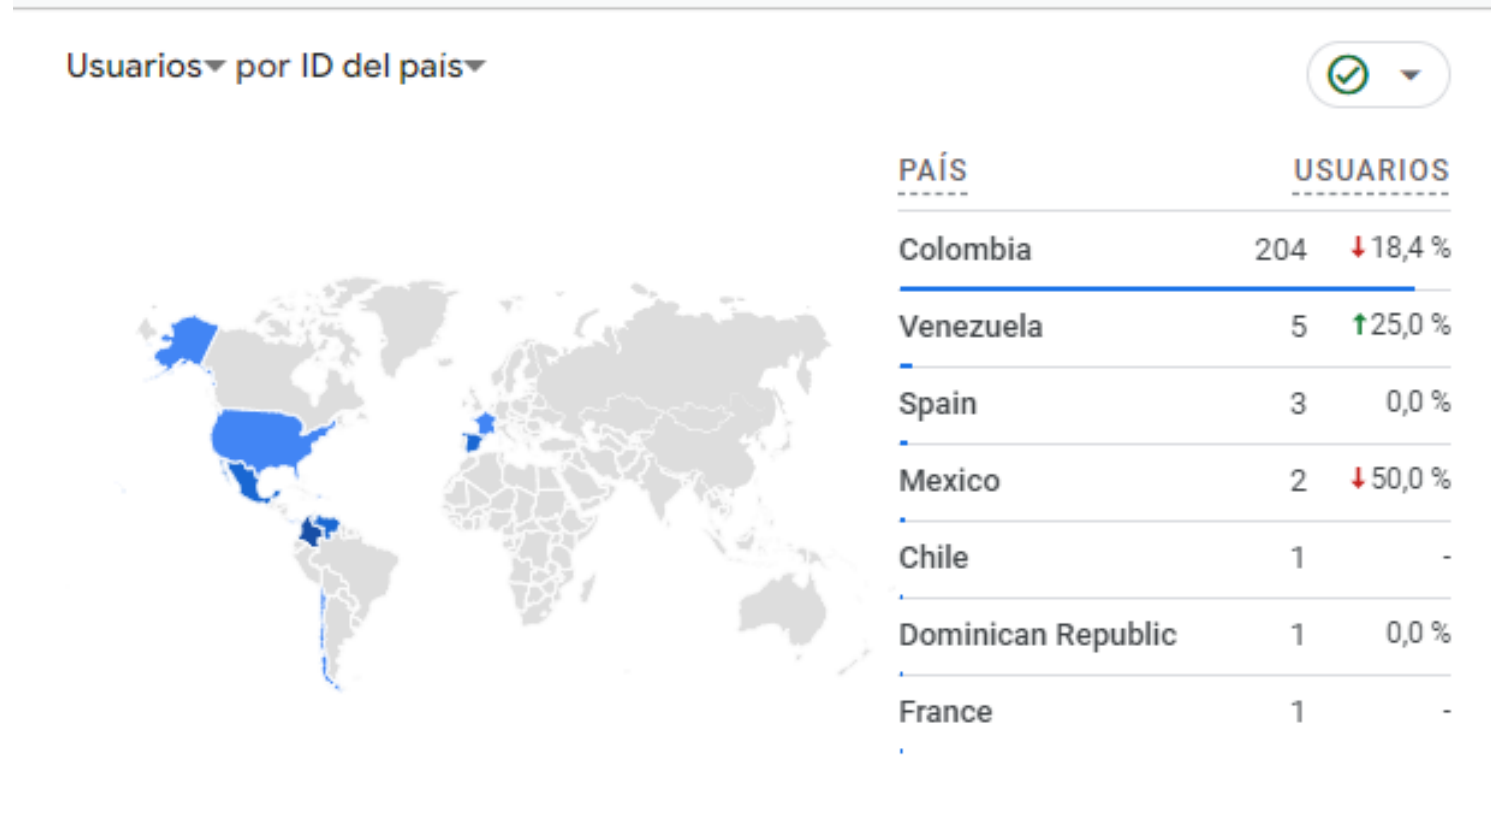 Usuarios por ID del país
PAÍS USUARIOS
Colombia 204 ↓18,4 %
Venezuela 5 ↑25,0 %
Spain 3 0,0 %
Mexico 2 ↓50,0 %
Chile 1 -
Dominican Republic 1 0,0 %
France 1 -